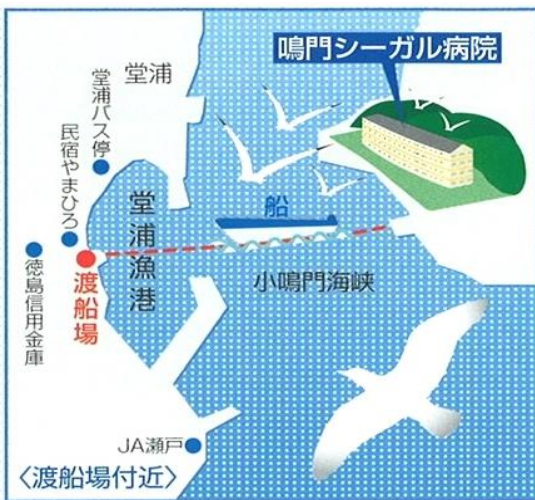 鳴門シーガル病院
堂浦
堂浦バス停
民宿やまひろ
堂浦漁港
船
渡船場
徳島信用金庫
小鳴門海峡
JA瀬戸
〈渡船場付近〉